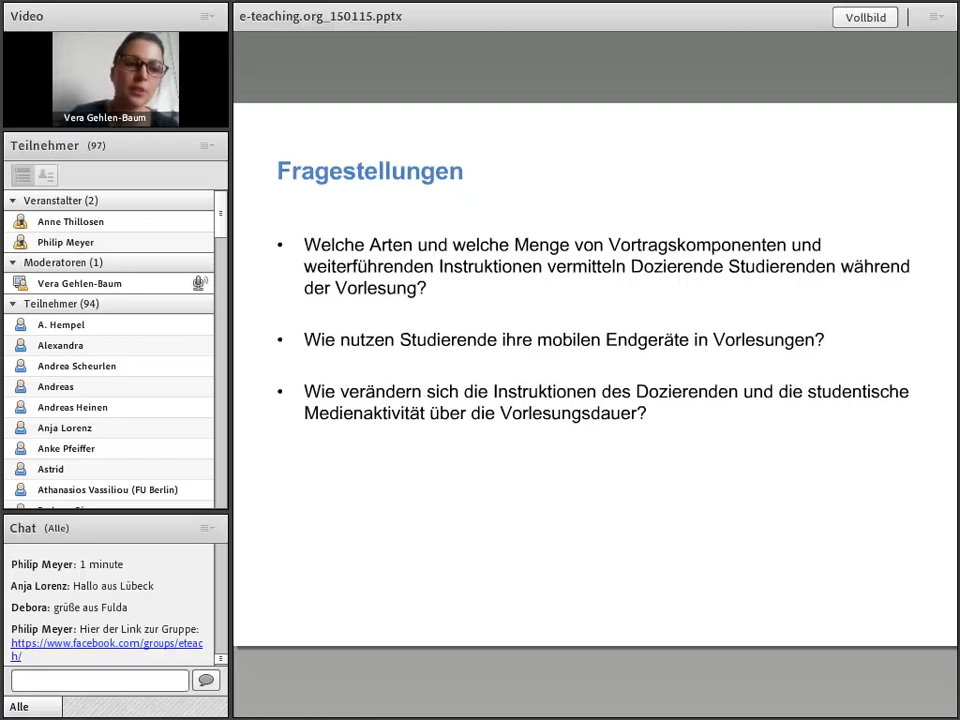 Video
Vera Gehlen-Baum
Teilnehmer (97)
Veranstalter (2)
Anne Thillosen
Philip Meyer
Moderatoren (1)
Vera Gehlen-Baum
Teilnehmer (94)
A. Hempel
Alexandra
Andrea Scheurlen
Andreas
Andreas Heinen
Anja Lorenz
Anke Pfeiffer
Astrid
Athanasios Vassiliou (FU Berlin)
Chat (Alle)
Philip Meyer: 1 minute
Anja Lorenz: Hallo aus Lübeck
Debora: grüße aus Fulda
Philip Meyer: Hier der Link zur Gruppe:
https://www.facebook.com/groups/eteac
h/
Alle
e-teaching.org_150115.pptx
Vollbild
Fragestellungen
• Welche Arten und welche Menge von Vortragskomponenten und
weiterführenden Instruktionen vermitteln Dozierende Studierenden während
der Vorlesung?
• Wie nutzen Studierende ihre mobilen Endgeräte in Vorlesungen?
• Wie verändern sich die Instruktionen des Dozierenden und die studentische
Medienaktivität über die Vorlesungsdauer?